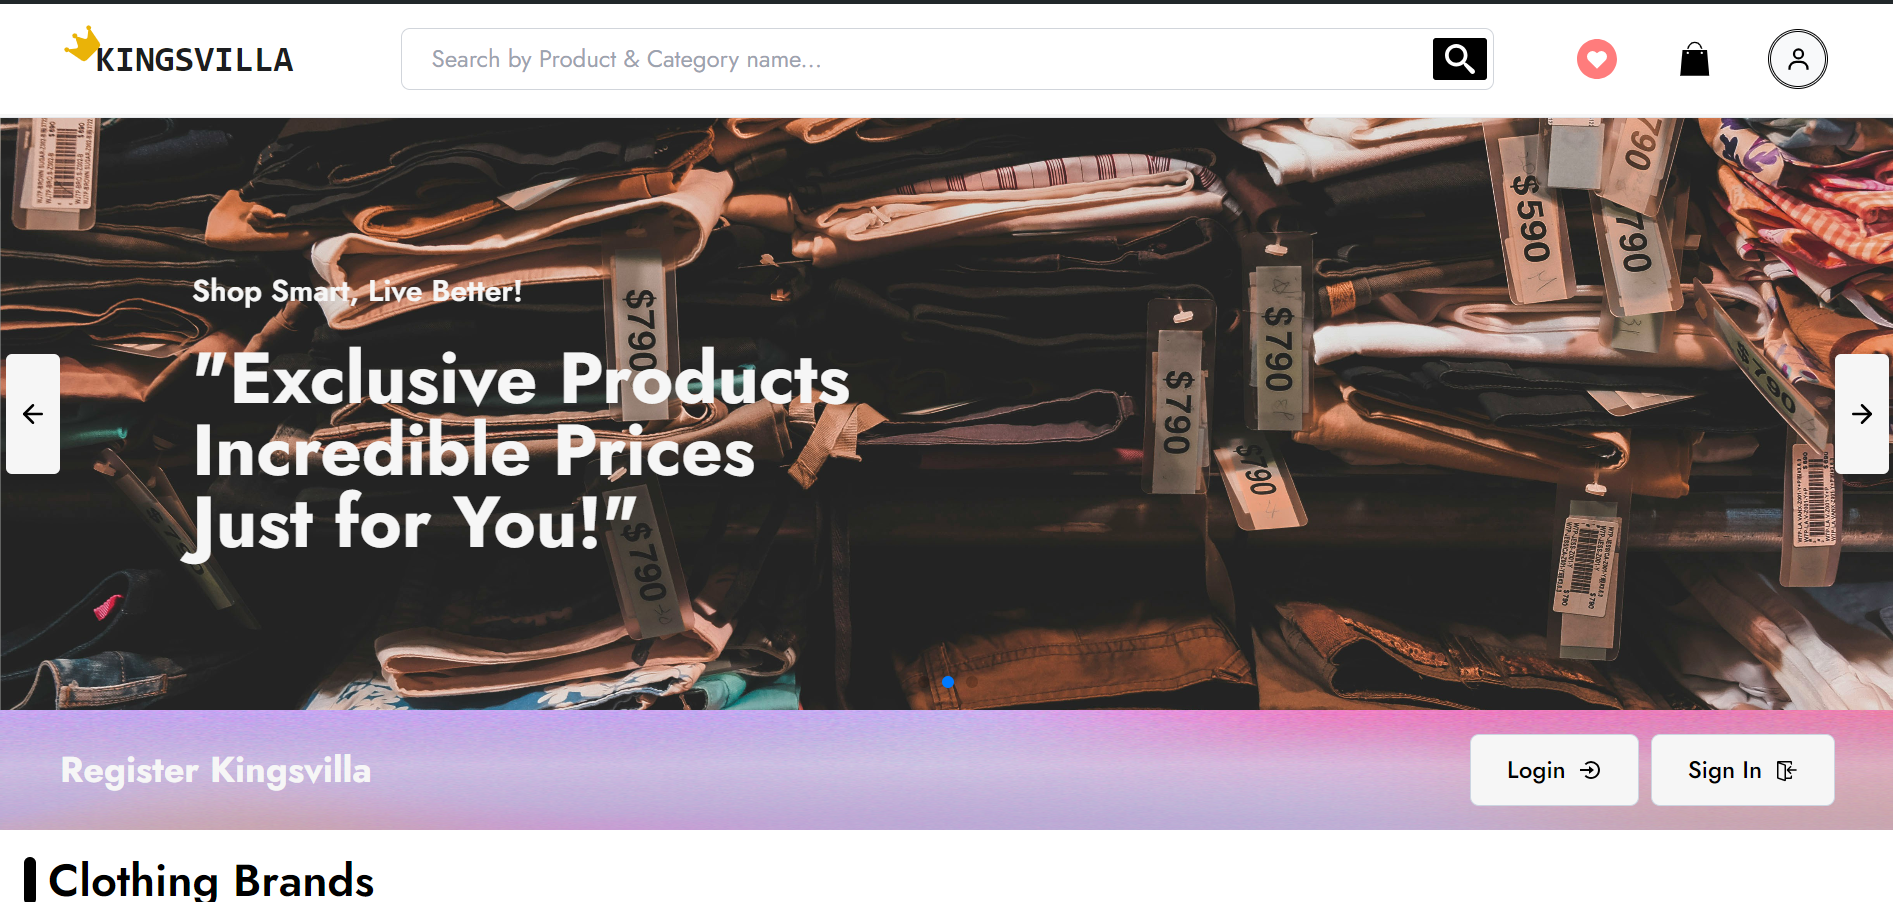 KINGSVILLA
Search by Product & Category name...
$590
790
790
Shop Smart, Live Better!
$790
$790
$790
$790
$790
"Exclusive Products
Incredible Prices
Just for You!"
$790
Register Kingsvilla
Login
Sign In
Clothing Brands